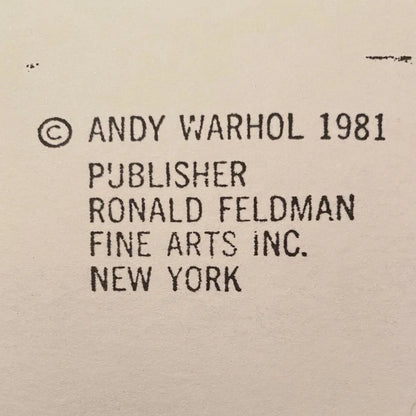 © ANDY WARHOL 1981
PUBLISHER
RONALD FELDMAN
FINE ARTS INC.
NEW YORK